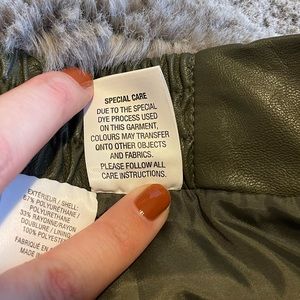 SPECIAL CARE
DUE TO THE SPECIAL
DYE PROCESS USED
ON THIS GARMENT,
COLOURS MAY TRANSFER
ONTO OTHER OBJECTS
AND FABRICS.
PLEASE FOLLOW ALL
CARE INSTRUCTIONS.
EXTÉRIEUR / SHELL:
67% POLYURÉTHANE /
POLYURETHANE
33% RAYONNE/RAYON
DOUBLURE / LINING
100% POLYESTER
FABRIQUÉ EN
MADE IN